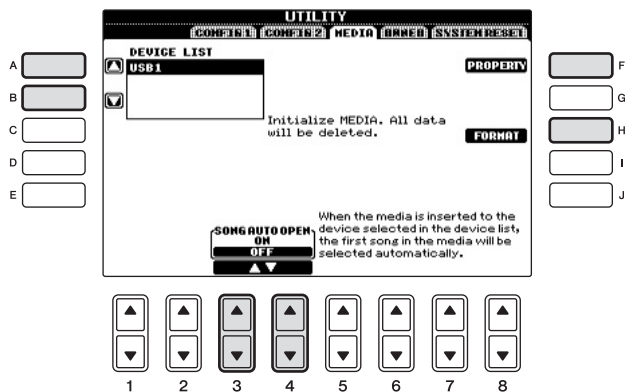 UTILITY
CONFIG 1 CONFIG 2 MEDIA OWNER SYSTEM RESET
DEVICE LIST
USB1
PROPERTY
Initialize MEDIA. All data
will be deleted.
FORMAT
SONG AUTO OPEN
ON
OFF
When the media is inserted to the
device selected in the device list,
the first song in the media will be
selected automatically.
A
B
C
D
E
F
G
H
I
J
1 2 3 4 5 6 7 8